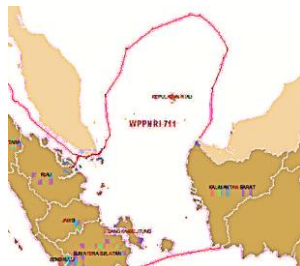 KEPULAUAN RIAU
WPPNRI 711
RIAU
KALIMANTAN BARAT
JAMBI
BANGKA BELITUNG
SUMATERA SELATAN
BENGKULU